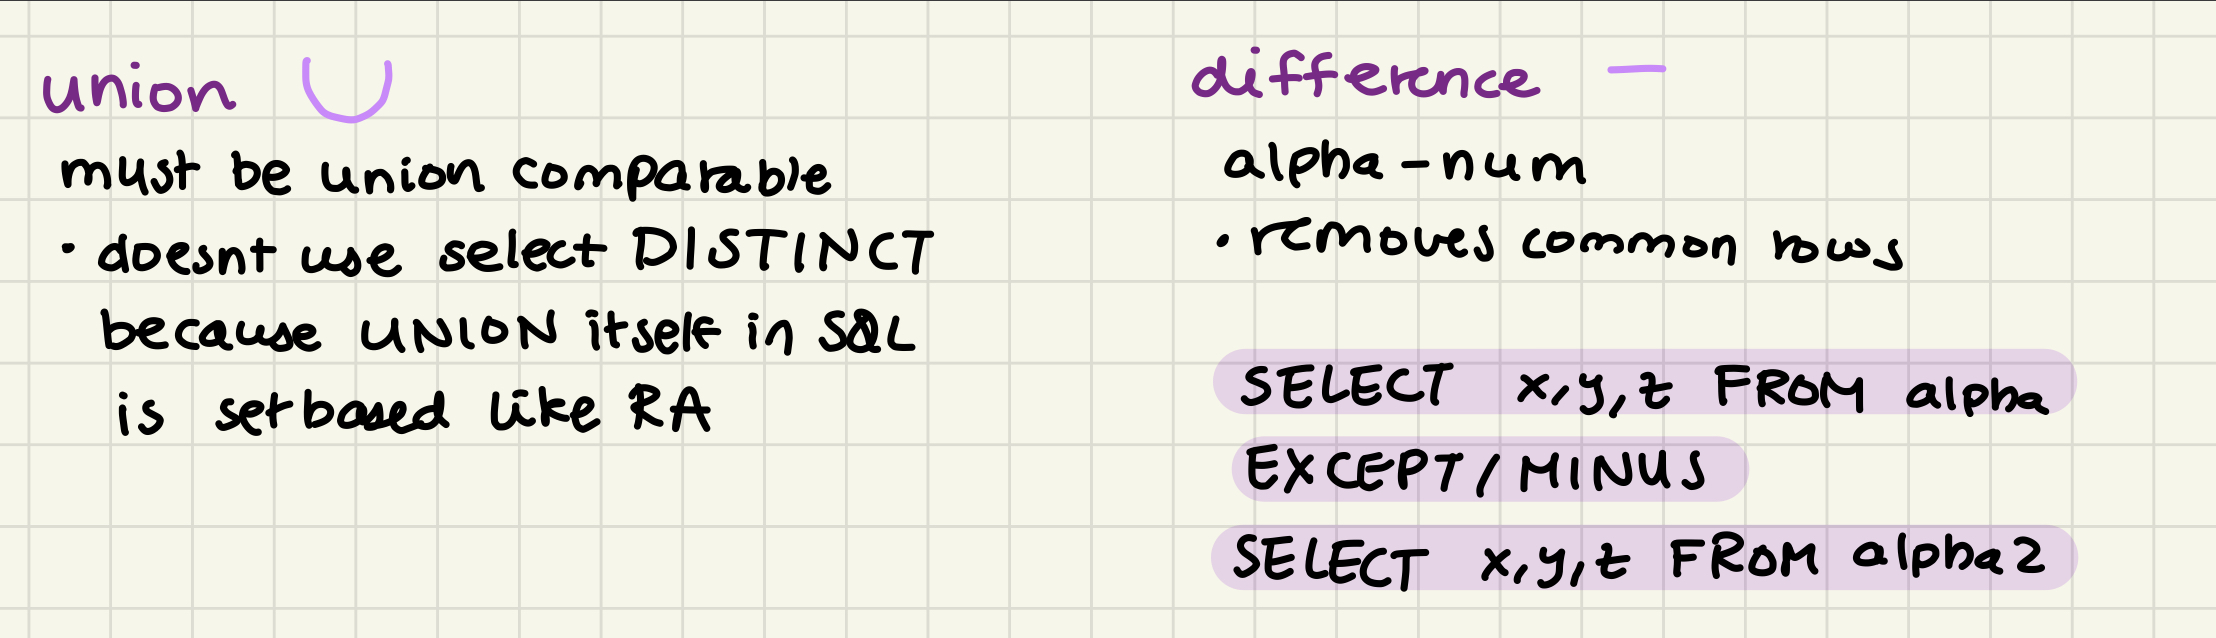 union ∪
must be union comparable
• doesnt use select DISTINCT
because UNION itself in SQL
is setbased like RA
difference −
alpha - num
• removes common rows
SELECT x,y,z FROM alpha
EXCEPT/MINUS
SELECT x,y,z FROM alpha2